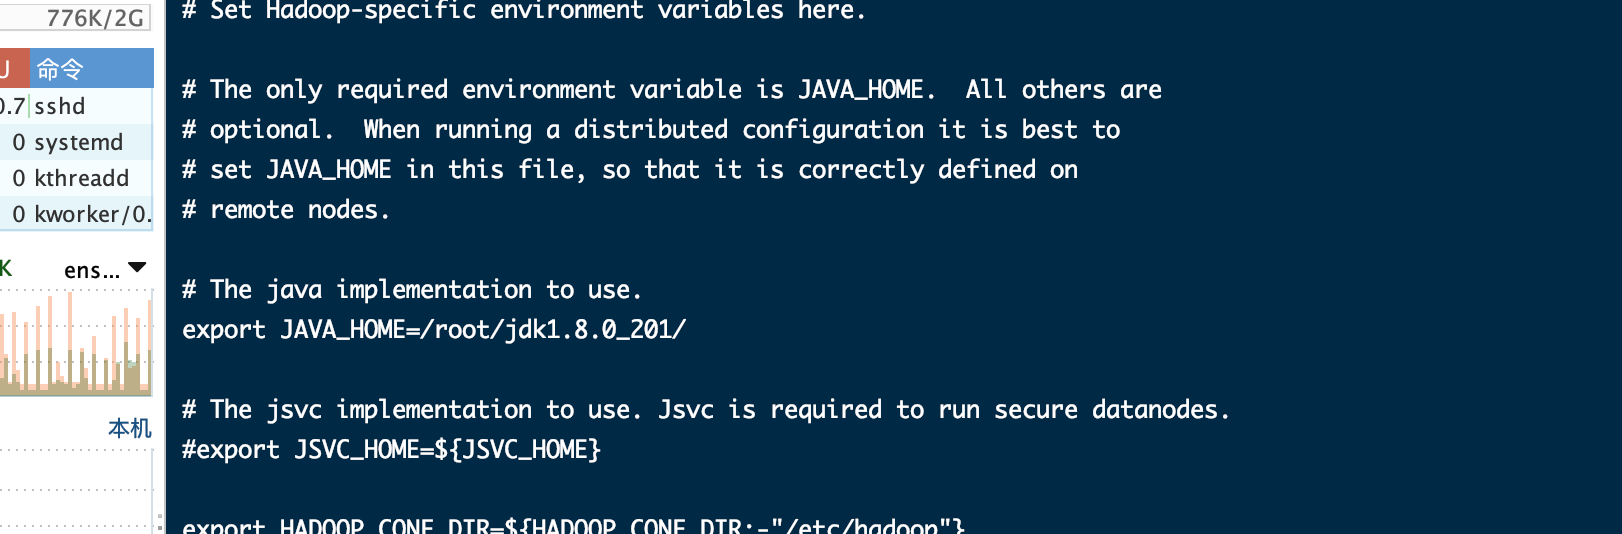 776K/2G
U 命令
0.7 sshd
0 systemd
0 kthreadd
0 kworker/0.
K ens...
本机
# Set Hadoop-specific environment variables here.
# The only required environment variable is JAVA_HOME.  All others are
# optional.  When running a distributed configuration it is best to
# set JAVA_HOME in this file, so that it is correctly defined on
# remote nodes.
# The java implementation to use.
export JAVA_HOME=/root/jdk1.8.0_201/
# The jsvc implementation to use. Jsvc is required to run secure datanodes.
#export JSVC_HOME=${JSVC_HOME}
export HADOOP_CONF_DIR=${HADOOP_CONF_DIR:-"/etc/hadoop"}